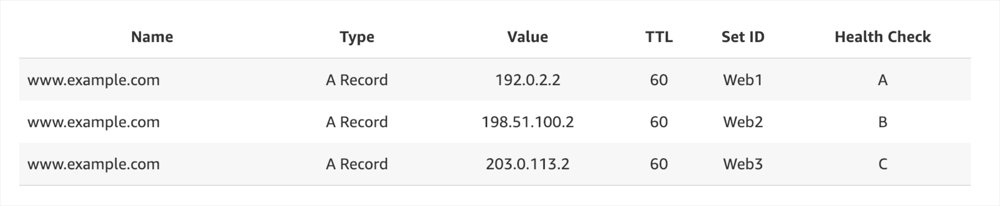 Name Type Value TTL Set ID Health Check
www.example.com A Record 192.0.2.2 60 Web1 A
www.example.com A Record 198.51.100.2 60 Web2 B
www.example.com A Record 203.0.113.2 60 Web3 C